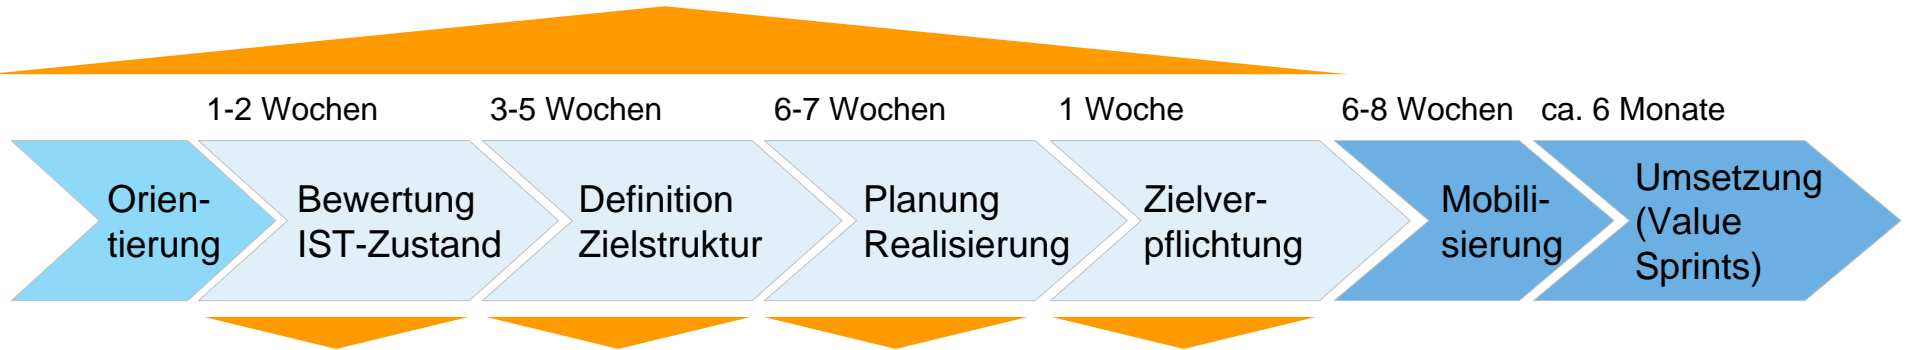 1-2 Wochen
3-5 Wochen
6-7 Wochen
1 Woche
6-8 Wochen
ca. 6 Monate
Orien-
tierung
Bewertung
IST-Zustand
Definition
Zielstruktur
Planung
Realisierung
Zielver-
pflichtung
Mobili-
sierung
Umsetzung
(Value
Sprints)